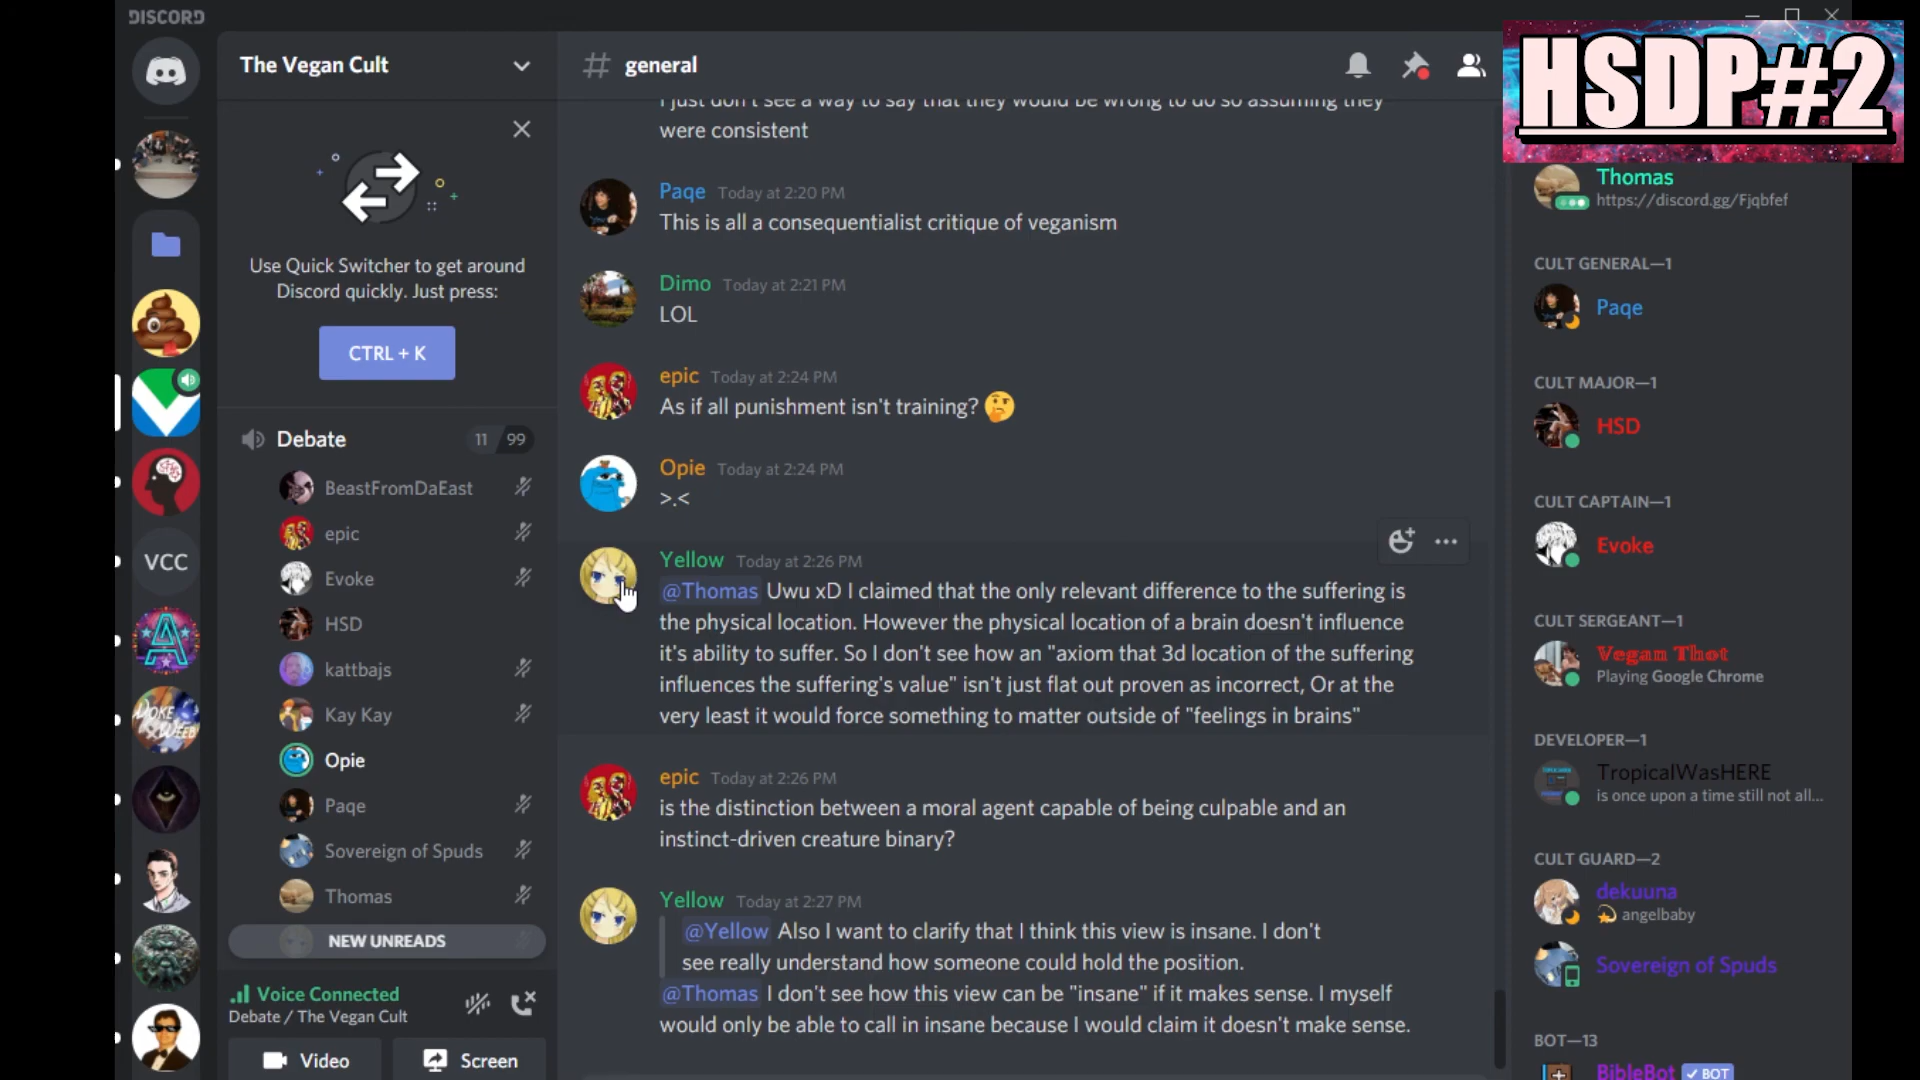 DISCORD
The Vegan Cult
Use Quick Switcher to get around
Discord quickly. Just press:
CTRL + K
Debate
11 99
BeastFromDaEast
epic
Evoke
HSD
kattbajs
Kay Kay
Opie
Paqe
Sovereign of Spuds
Thomas
NEW UNREADS
Voice Connected
Debate / The Vegan Cult
Video
Screen
VCC
# general
I just don't see a way to say that they would be wrong to do so assuming they
were consistent
Paqe Today at 2:20 PM
This is all a consequentialist critique of veganism
Dimo Today at 2:21 PM
LOL
epic Today at 2:24 PM
As if all punishment isn't training? 🤔
Opie Today at 2:24 PM
>.<
Yellow Today at 2:26 PM
@Thomas Uwu xD I claimed that the only relevant difference to the suffering is
the physical location. However the physical location of a brain doesn't influence
it's ability to suffer. So I don't see how an "axiom that 3d location of the suffering
influences the suffering's value" isn't just flat out proven as incorrect, Or at the
very least it would force something to matter outside of "feelings in brains"
epic Today at 2:26 PM
is the distinction between a moral agent capable of being culpable and an
instinct-driven creature binary?
Yellow Today at 2:27 PM
@Yellow Also I want to clarify that I think this view is insane. I don't
see really understand how someone could hold the position.
@Thomas I don't see how this view can be "insane" if it makes sense. I myself
would only be able to call in insane because I would claim it doesn't make sense.
HSDP#2
Thomas
https://discord.gg/Fjqbfef
CULT GENERAL—1
Paqe
CULT MAJOR—1
HSD
CULT CAPTAIN—1
Evoke
CULT SERGEANT—1
Vegan Thot
Playing Google Chrome
DEVELOPER—1
TropicalWasHERE
is once upon a time still not all...
CULT GUARD—2
dekuuna
angelbaby
Sovereign of Spuds
BOT—13
BibleBot ✓ BOT